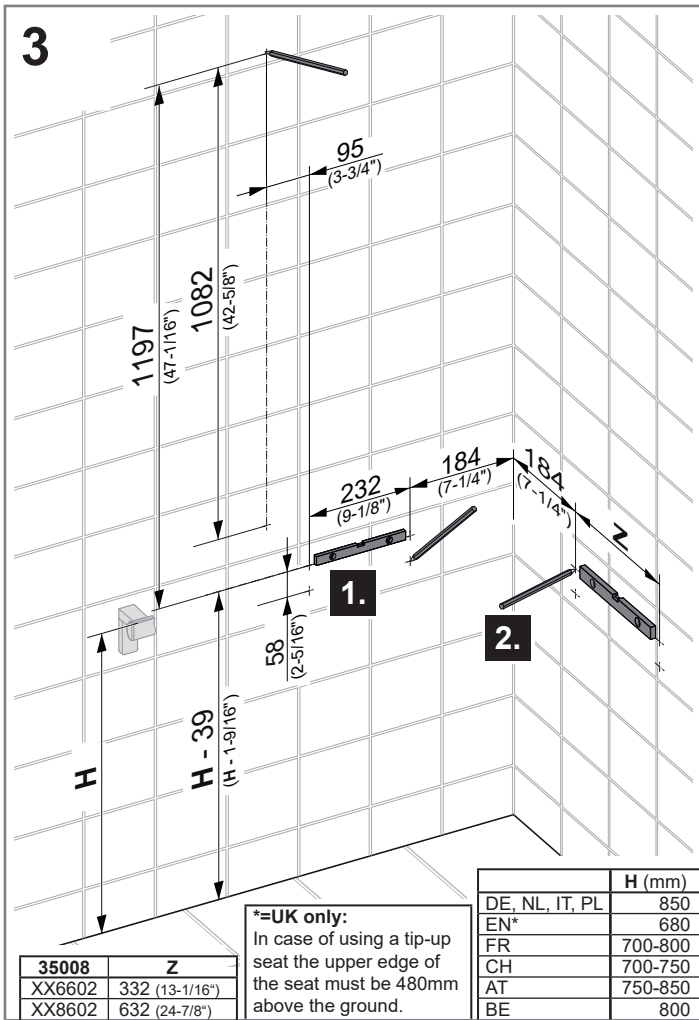 3
95
(3-3/4")
1082
(42-5/8")
1197
(47-1/16")
184
(7-1/4")
184
(7-1/4")
232
(9-1/8")
Z
1.
2.
58
(2-5/16")
H - 39
(H - 1-9/16")
H
35008 Z
XX6602 332 (13-1/16“)
XX8602 632 (24-7/8“)
*=UK only:
In case of using a tip-up
seat the upper edge of
the seat must be 480mm
above the ground.
H (mm)
DE, NL, IT, PL 850
EN* 680
FR 700-800
CH 700-750
AT 750-850
BE 800